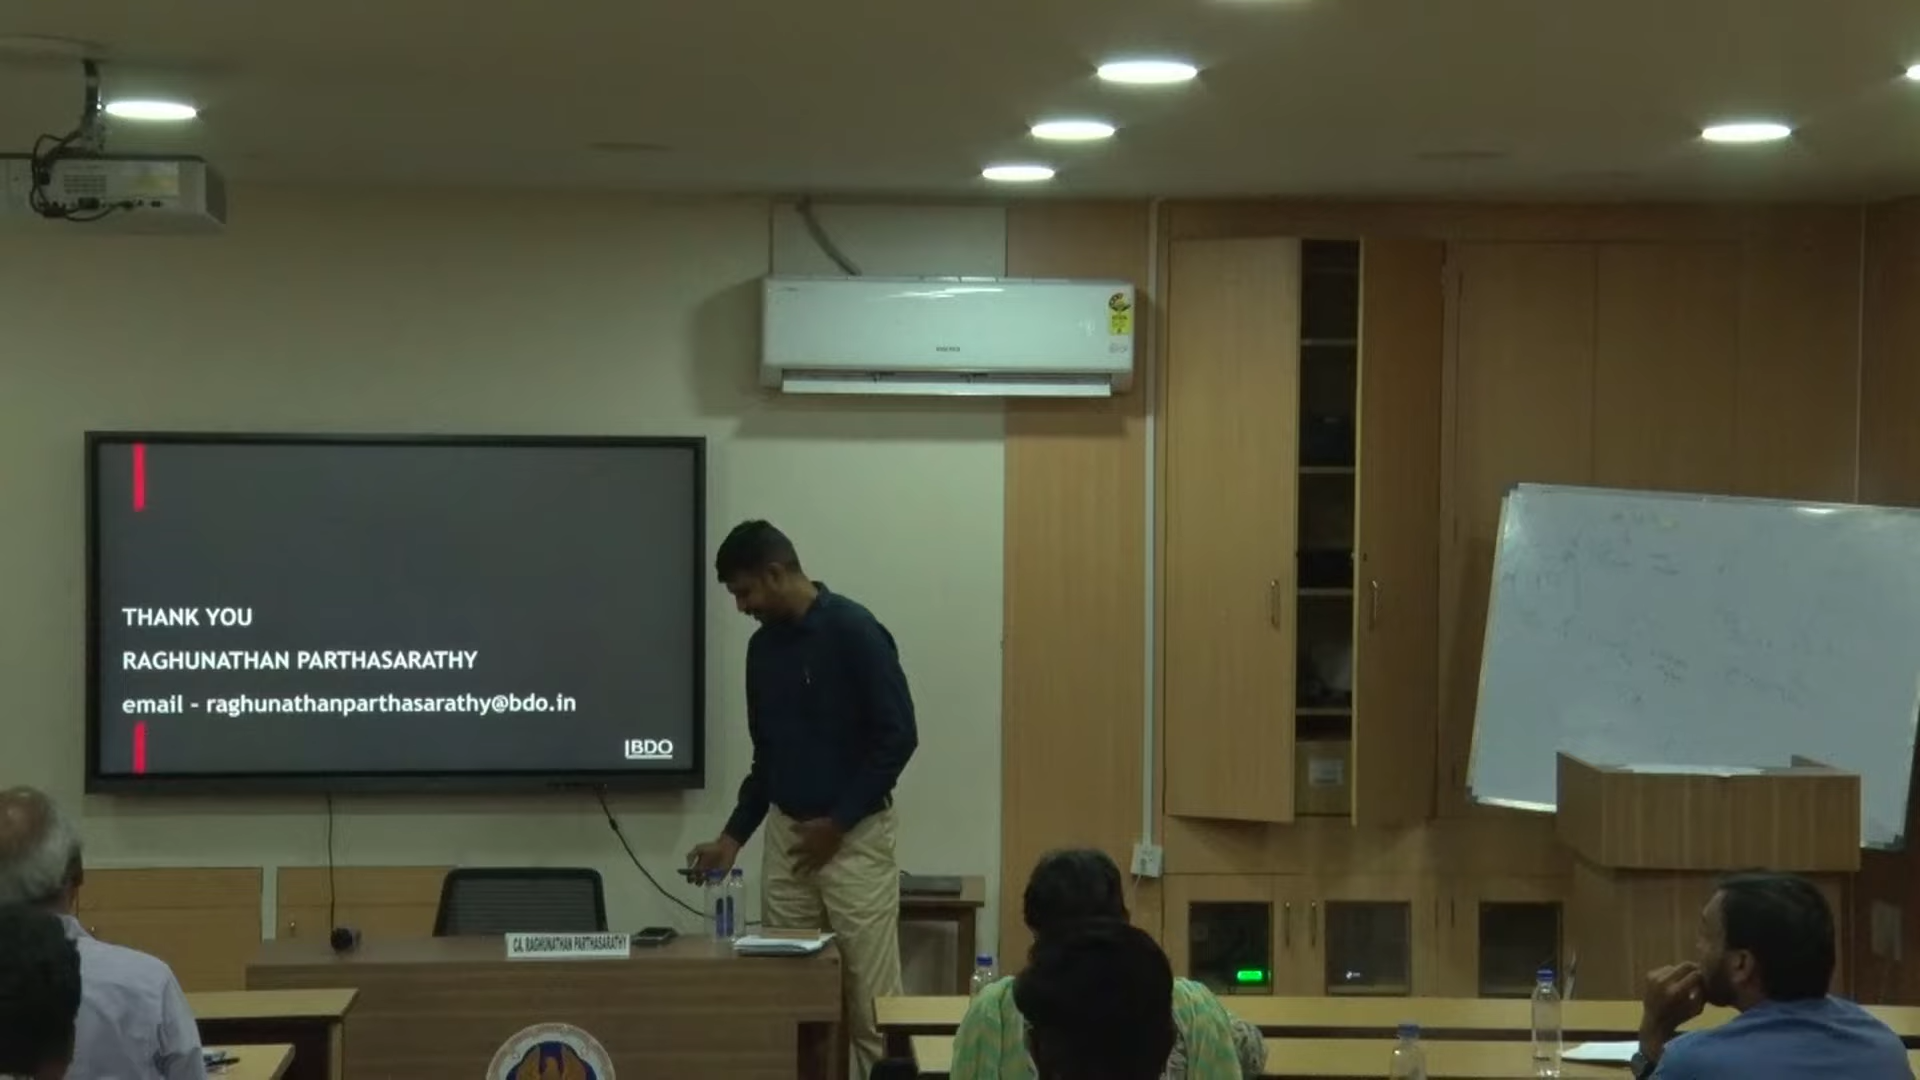 THANK YOU
RAGHUNATHAN PARTHASARATHY
email - raghunathanparthasarathy@bdo.in
BDO
CA. RAGHUNATHAN PARTHASARATHY